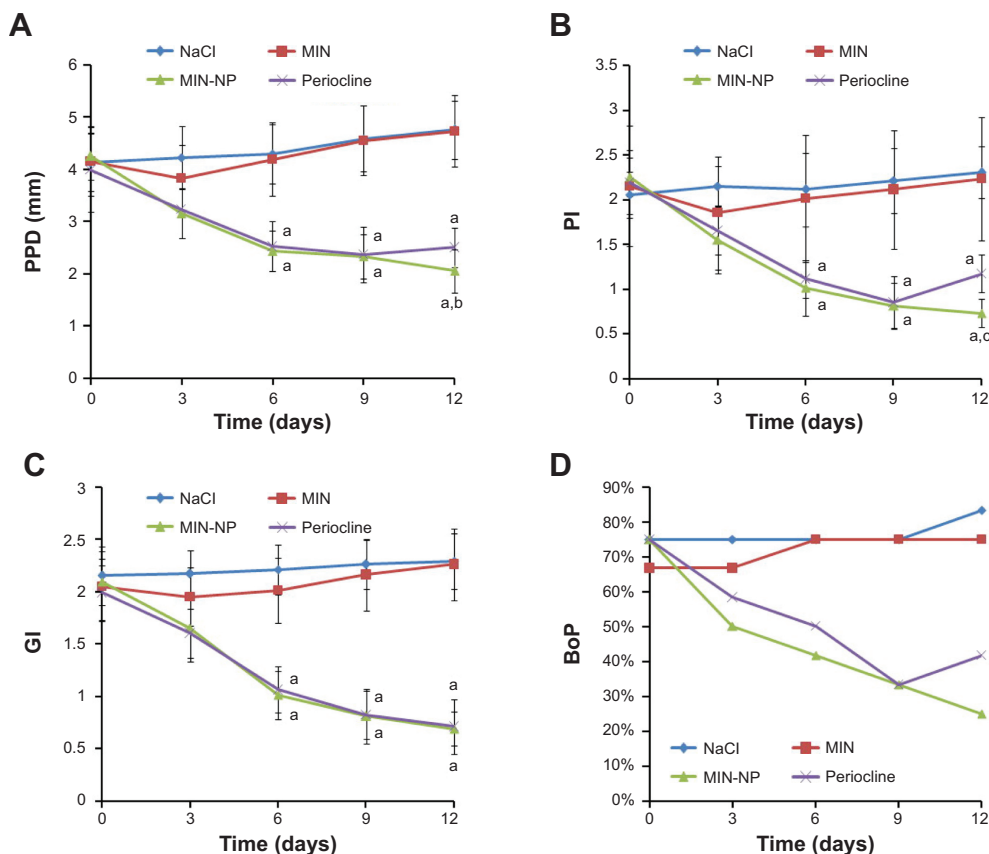 A
NaCl MIN
MIN-NP Periocline
6
5
4
3
2
1
0
PPD (mm)
a
a
a
a
a
a,b
0 3 6 9 12
Time (days)
B
NaCl MIN
MIN-NP Periocline
3.5
3
2.5
2
1.5
1
0.5
0
PI
a
a
a
a
a
a,c
0 3 6 9 12
Time (days)
C
NaCl MIN
MIN-NP Periocline
3
2.5
2
1.5
1
0.5
0
GI
a
a
a
a
a
a
0 3 6 9 12
Time (days)
D
90%
80%
70%
60%
50%
40%
30%
20%
10%
0%
BoP
NaCl MIN
MIN-NP Periocline
0 3 6 9 12
Time (days)